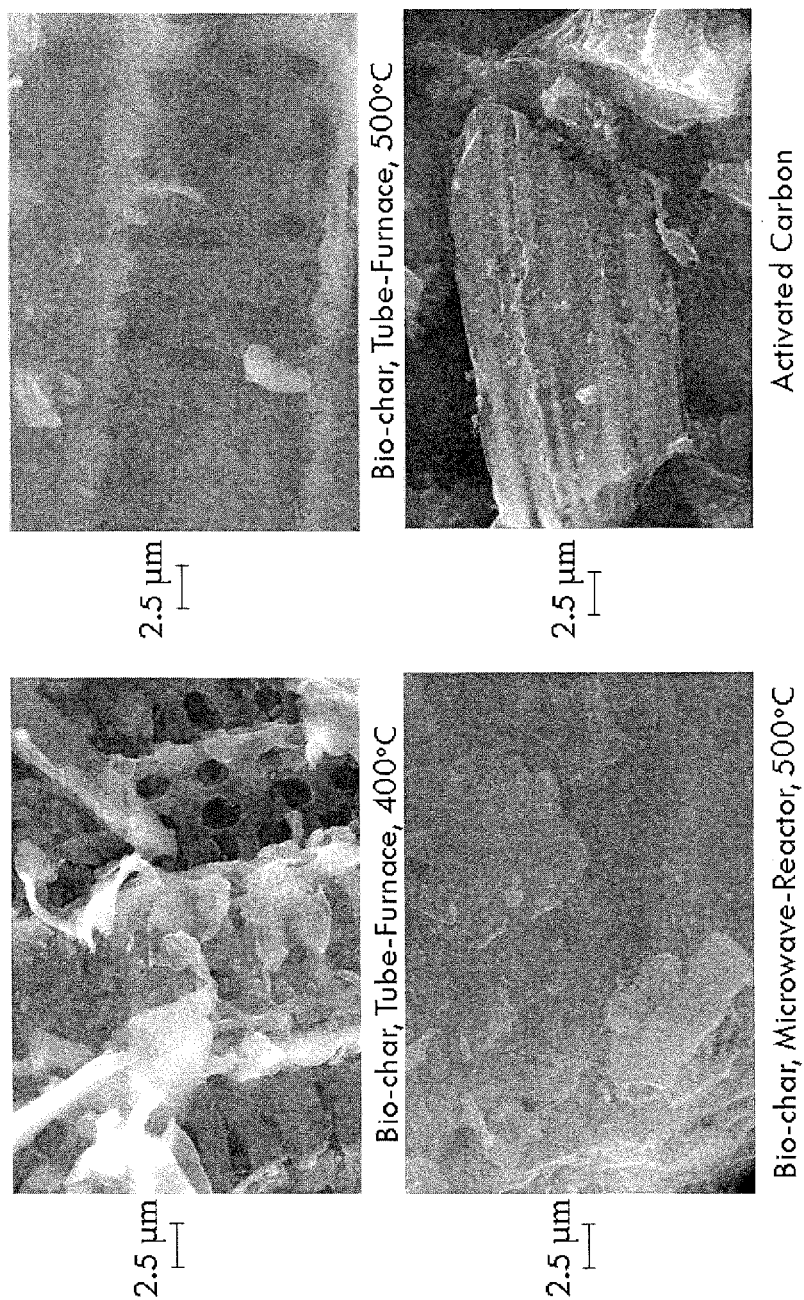 2.5 µm
Bio-char, Tube-Furnace, 400°C
2.5 µm
Bio-char, Tube-Furnace, 500°C
2.5 µm
Bio-char, Microwave-Reactor, 500°C
2.5 µm
Activated Carbon